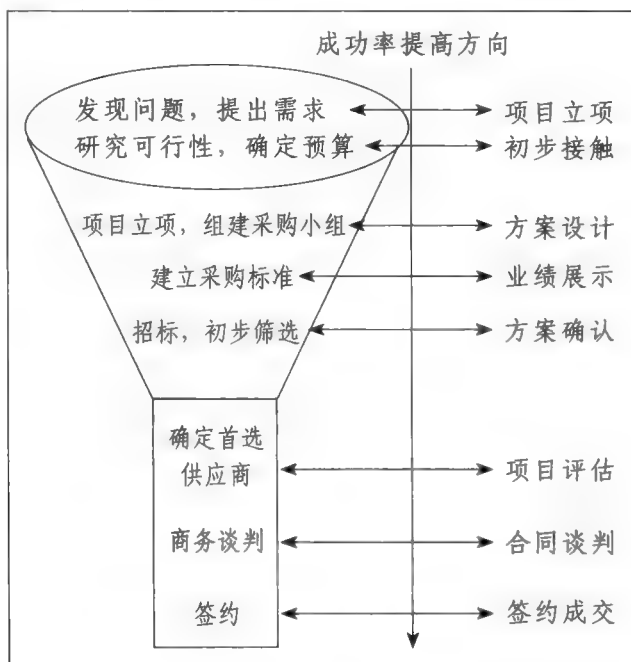 成功率提高方向
发现问题，提出需求
项目立项
研究可行性，确定预算
初步接触
项目立项，组建采购小组
方案设计
建立采购标准
业绩展示
招标，初步筛选
方案确认
确定首选
供应商
项目评估
商务谈判
合同谈判
签约
签约成交